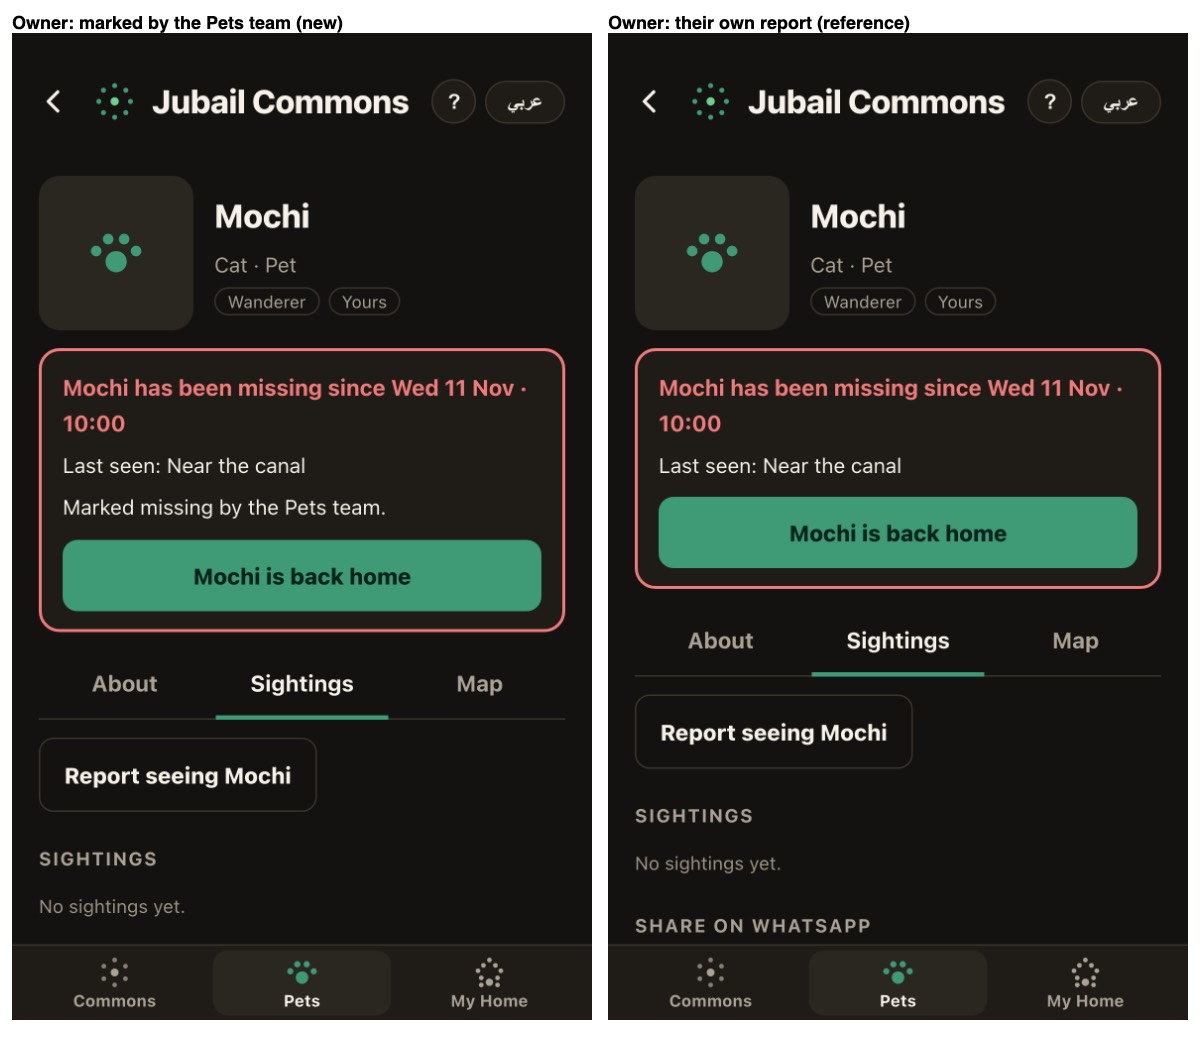 Owner: marked by the Pets team (new)
Jubail Commons
?
عربي
Mochi
Cat · Pet
Wanderer
Yours
Mochi has been missing since Wed 11 Nov ·
10:00
Last seen: Near the canal
Marked missing by the Pets team.
Mochi is back home
About
Sightings
Map
Report seeing Mochi
SIGHTINGS
No sightings yet.
Commons
Pets
My Home
Owner: their own report (reference)
Jubail Commons
?
عربي
Mochi
Cat · Pet
Wanderer
Yours
Mochi has been missing since Wed 11 Nov ·
10:00
Last seen: Near the canal
Mochi is back home
About
Sightings
Map
Report seeing Mochi
SIGHTINGS
No sightings yet.
SHARE ON WHATSAPP
Commons
Pets
My Home